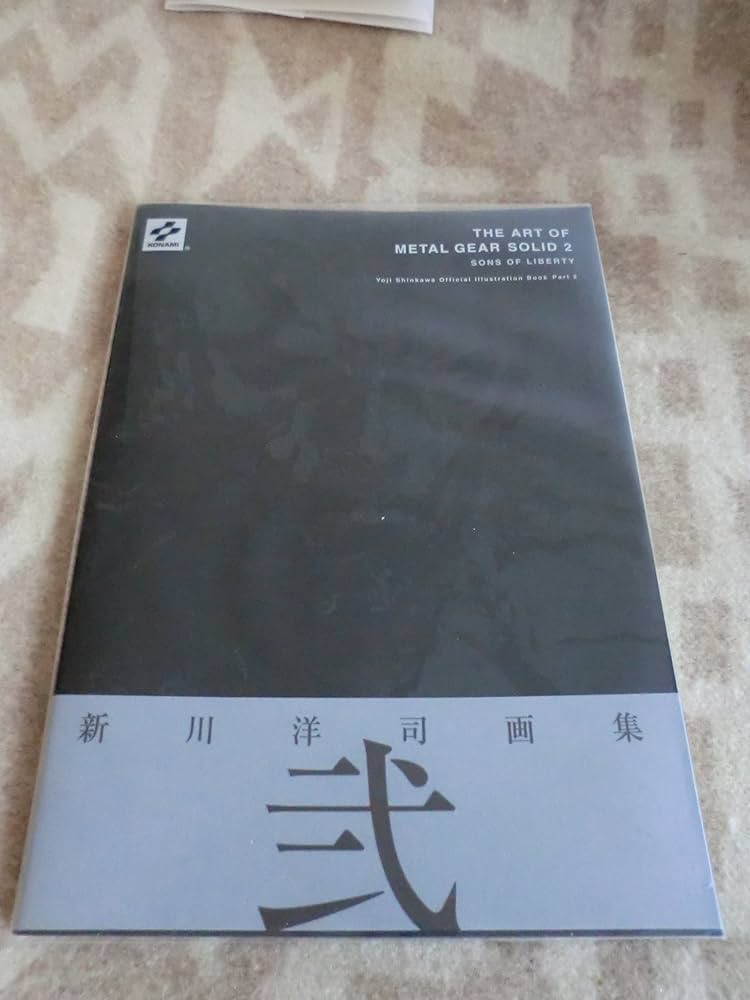 KONAMI®
THE ART OF
METAL GEAR SOLID 2
SONS OF LIBERTY
Yoji Shinkawa Official Illustration Book Part 2
新川洋司画集
弐